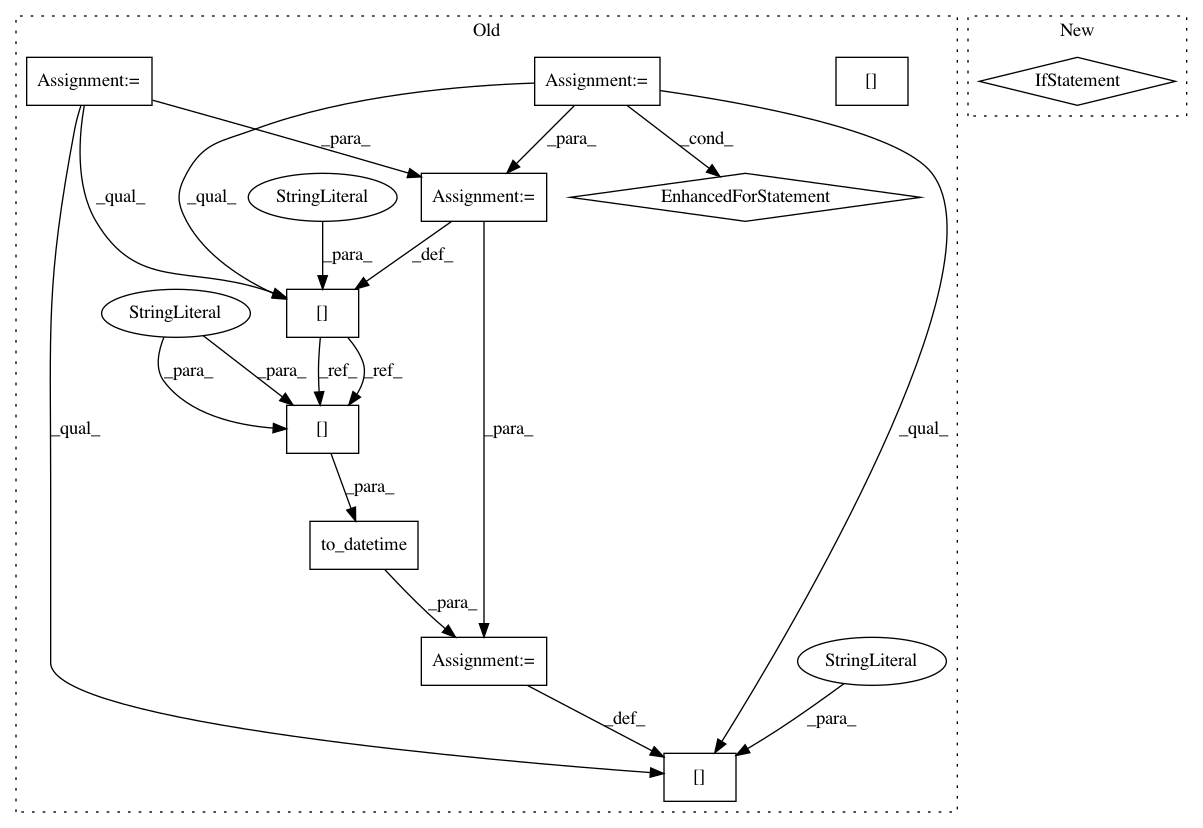 Old
New
Assignment:=
Assignment:=
[]
IfStatement
_para_
_para_
_cond_
_qual_
_qual_
StringLiteral
Assignment:=
EnhancedForStatement
_para_
_def_
StringLiteral
[]
_para_
_para_
_ref_
_ref_
_qual_
[]
_para_
_qual_
_para_
to_datetime
_para_
Assignment:=
StringLiteral
_def_
_para_
[]